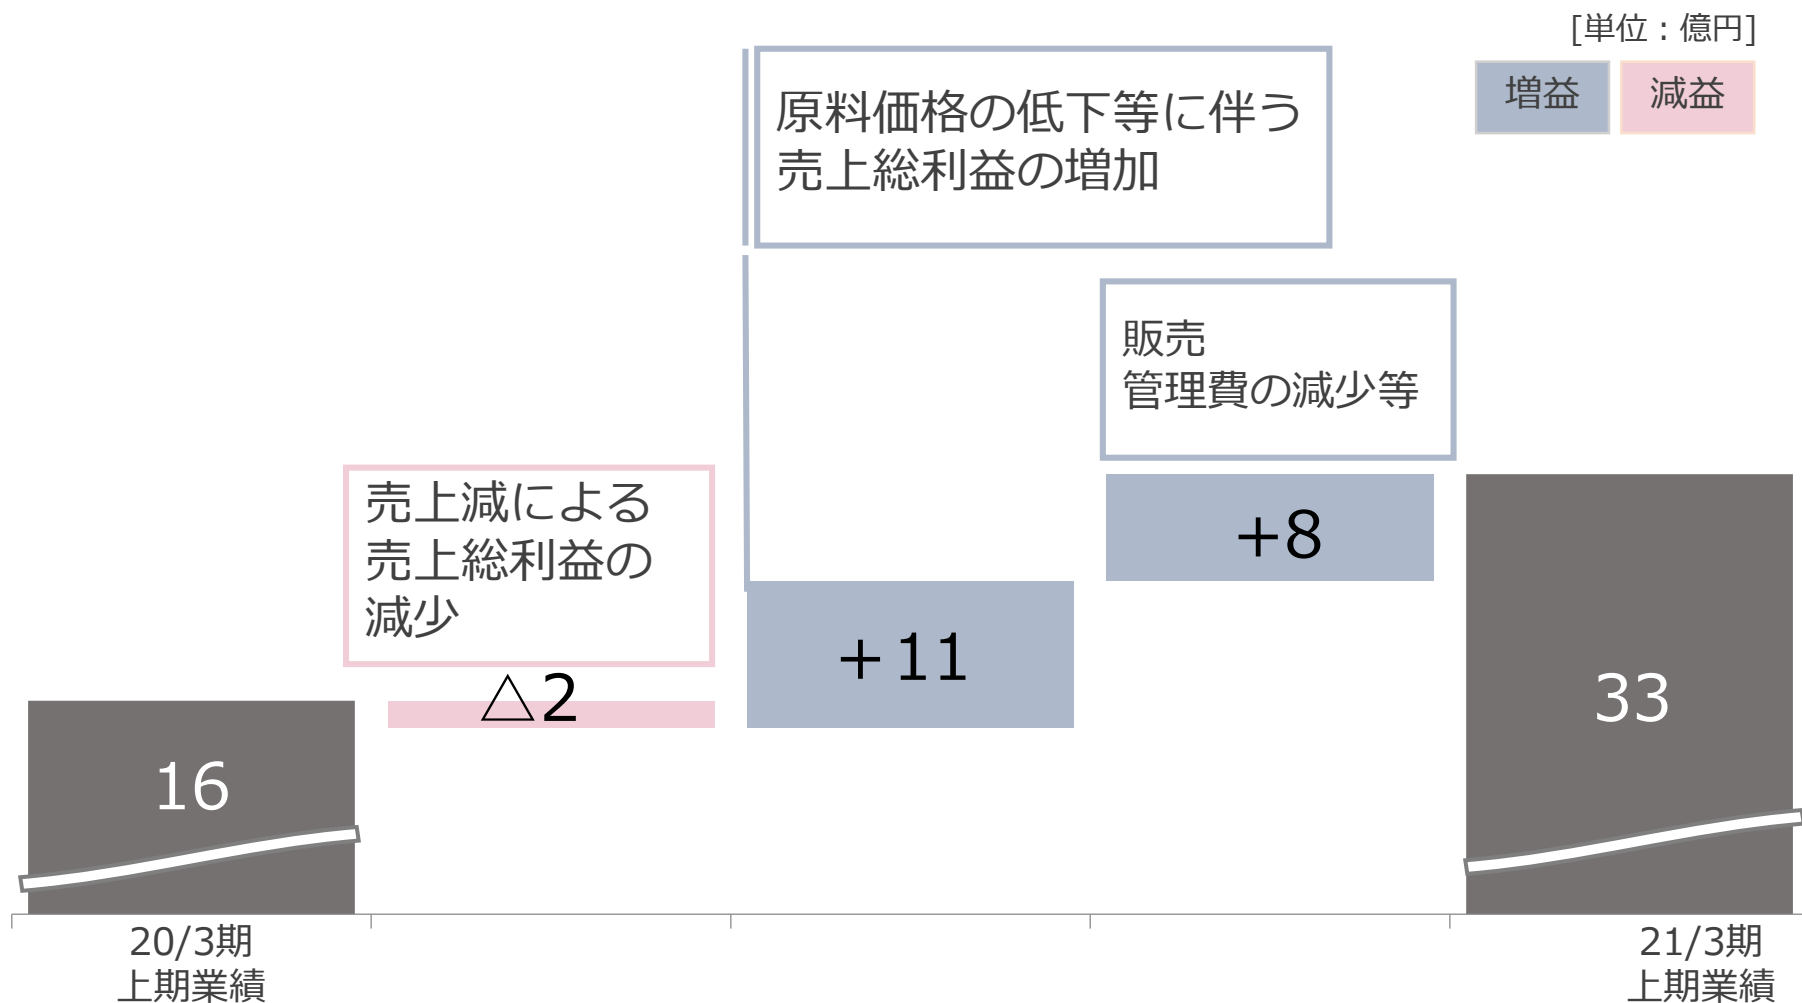 [単位：億円]
増益
減益
原料価格の低下等に伴う
売上総利益の増加
販売
管理費の減少等
売上減による
売上総利益の
減少
+8
+11
△2
33
16
20/3期
上期業績
21/3期
上期業績